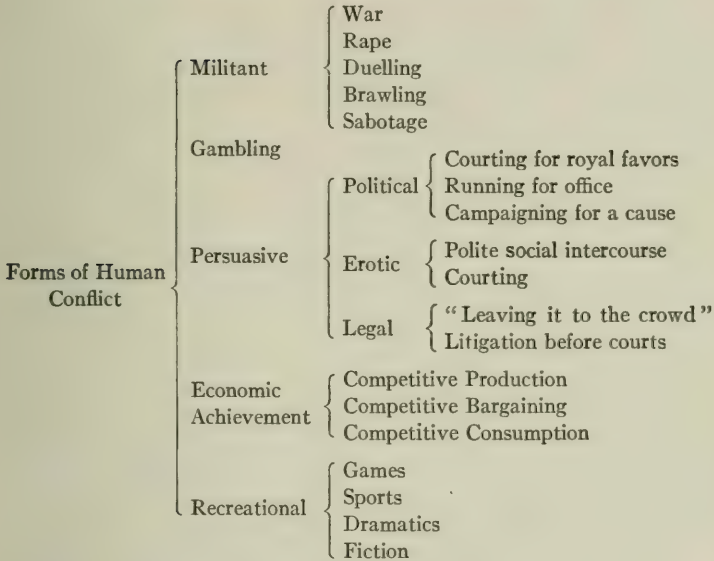 Forms of Human
Conflict
Militant
War
Rape
Duelling
Brawling
Sabotage
Gambling
Persuasive
Political
Courting for royal favors
Running for office
Campaigning for a cause
Erotic
Polite social intercourse
Courting
Legal
“Leaving it to the crowd”
Litigation before courts
Economic
Achievement
Competitive Production
Competitive Bargaining
Competitive Consumption
Recreational
Games
Sports
Dramatics
Fiction